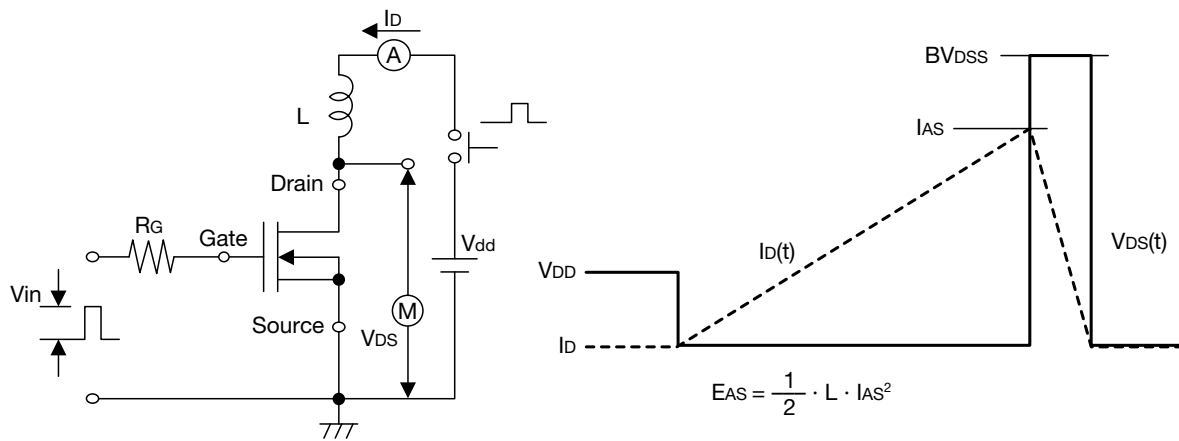 ID
A
L
Drain
RG
Gate
Vin
Vdd
M
Source
VDS
BVDSS
IAS
ID(t)
VDS(t)
VDD
ID
EAS = 1/2 · L · IAS²